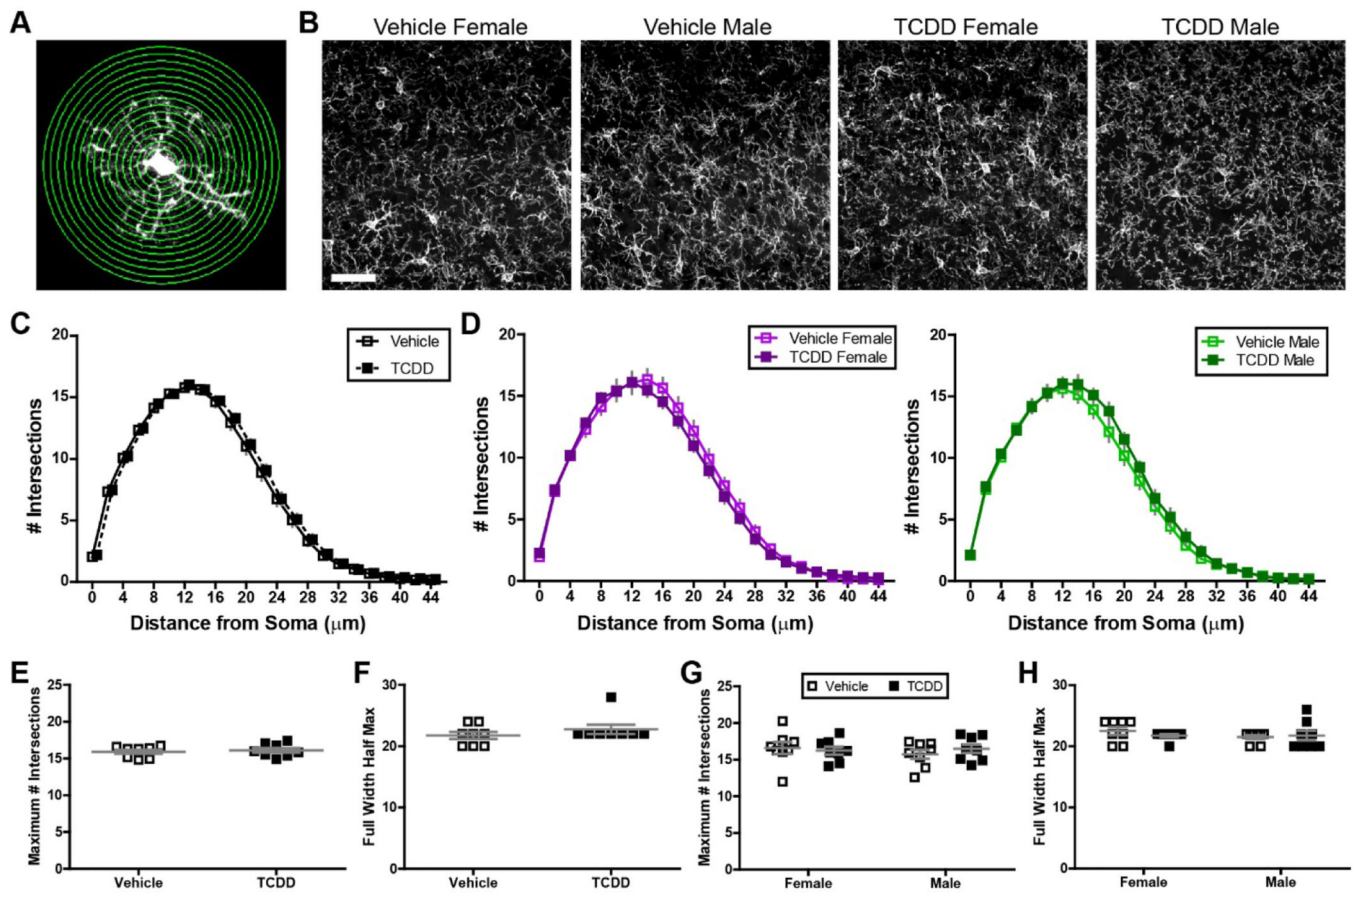 A
B
Vehicle Female
Vehicle Male
TCDD Female
TCDD Male
C
# Intersections
20
15
10
5
0
Vehicle
TCDD
0 4 8 12 16 20 24 28 32 36 40 44
Distance from Soma (μm)
D
# Intersections
20
15
10
5
0
Vehicle Female
TCDD Female
0 4 8 12 16 20 24 28 32 36 40 44
Distance from Soma (μm)
# Intersections
20
15
10
5
0
Vehicle Male
TCDD Male
0 4 8 12 16 20 24 28 32 36 40 44
Distance from Soma (μm)
E
Maximum # Intersections
25
20
15
10
5
0
Vehicle TCDD
F
Full Width Half Max
30
20
10
0
Vehicle TCDD
G
Maximum # Intersections
25
20
15
10
5
0
Vehicle TCDD
Female Male
H
Full Width Half Max
30
20
10
0
Female Male